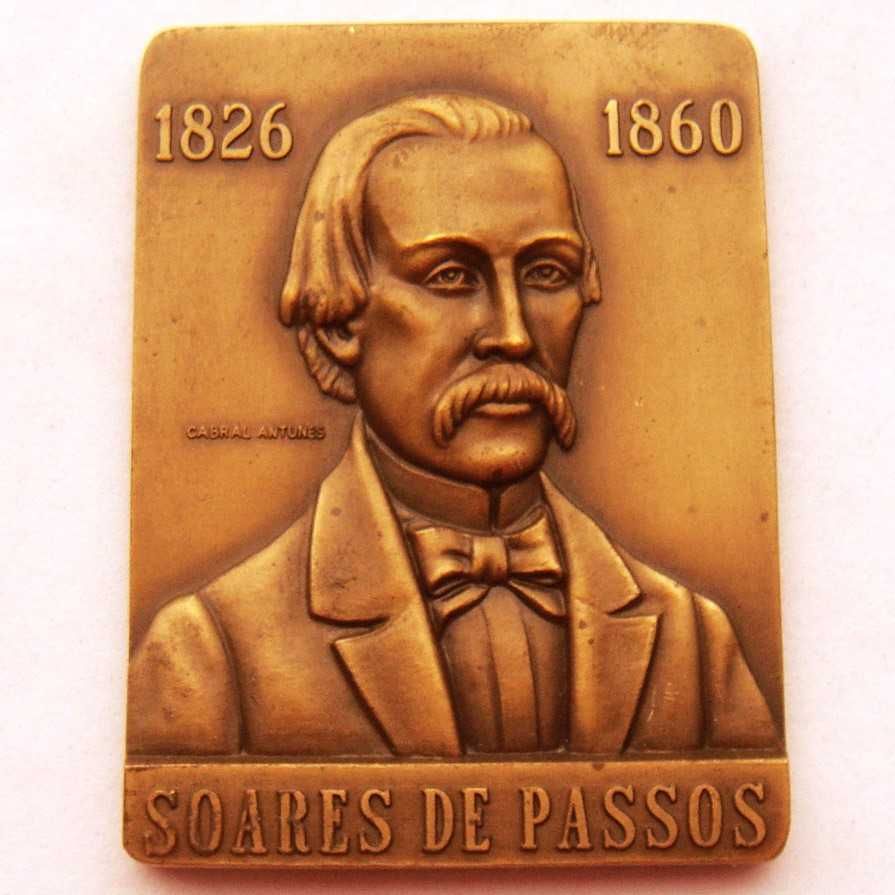 1826 1860
CABRAL ANTUNES
SOARES DE PASSOS